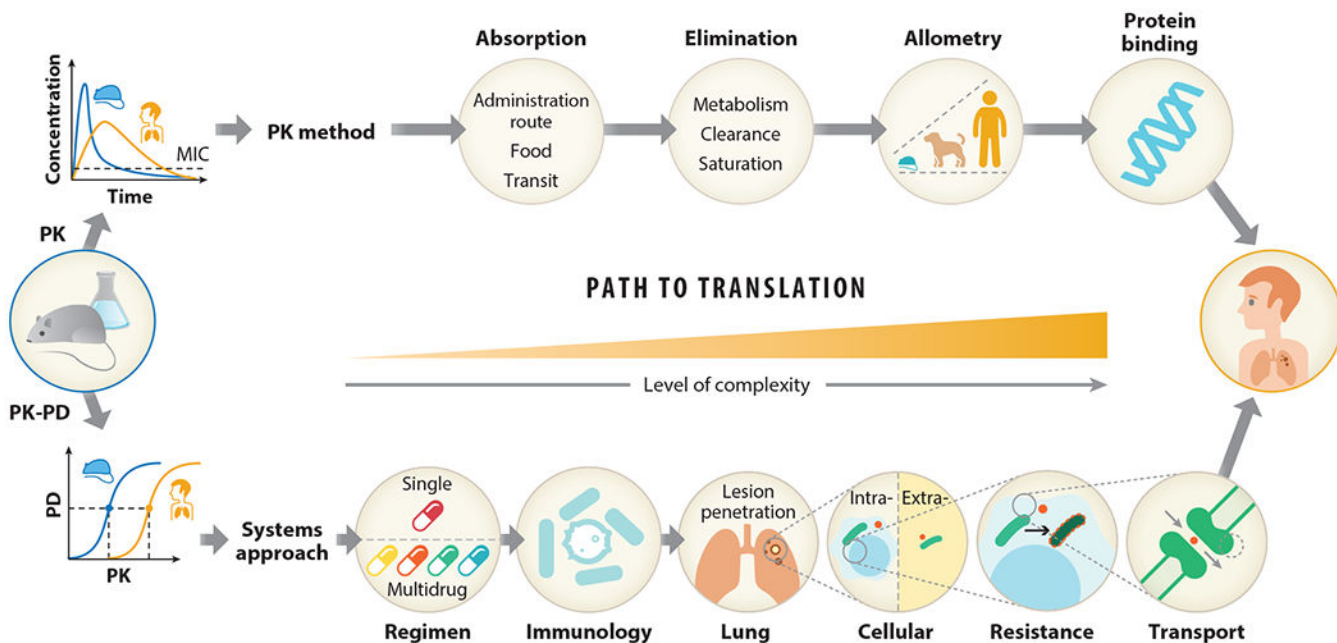 Absorption
Elimination
Allometry
Protein
binding
Concentration
MIC
Time
PK method
Administration
route
Food
Transit
Metabolism
Clearance
Saturation
PK
PATH TO TRANSLATION
Level of complexity
PK-PD
PD
PK
Systems
approach
Single
Multidrug
Lesion
penetration
Intra-
Extra-
Regimen
Immunology
Lung
Cellular
Resistance
Transport